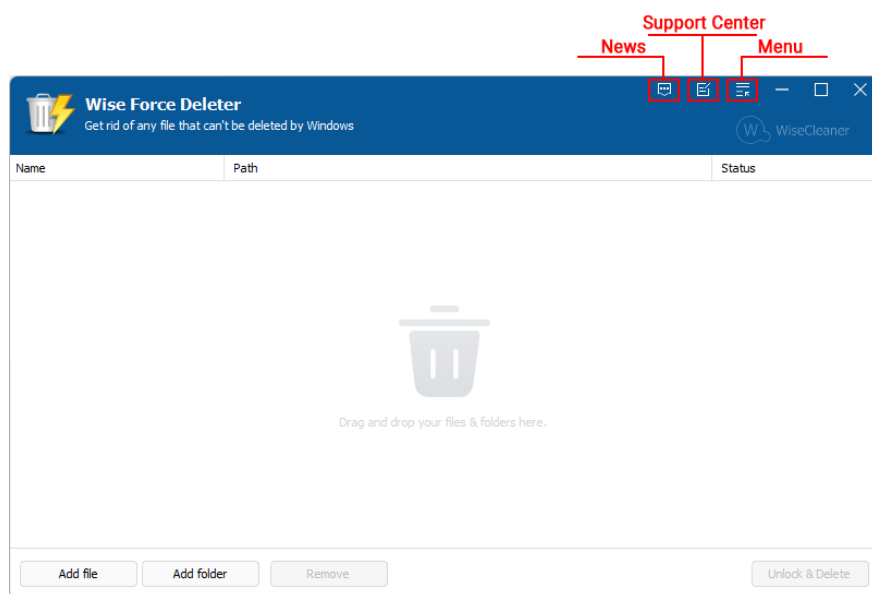 Support Center
News
Menu
Wise Force Deleter
Get rid of any file that can't be deleted by Windows
W WiseCleaner
Name Path Status
Drag and drop your files & folders here.
Add file Add folder Remove Unlock & Delete